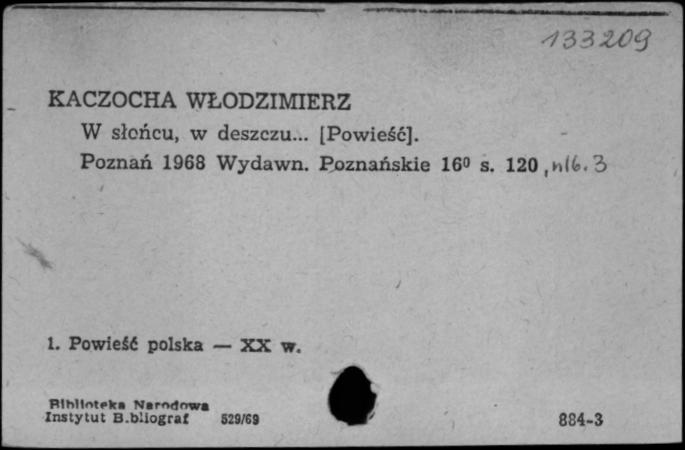 133209
KACZOCHA WŁODZIMIERZ
W słońcu, w deszczu... [Powieść].
Poznań 1968 Wydawn. Poznańskie 16⁰ s. 120, nlb. 3
1. Powieść polska — XX w.
Biblioteka Narodowa
Instytut B.bliograf 529/69 884-3